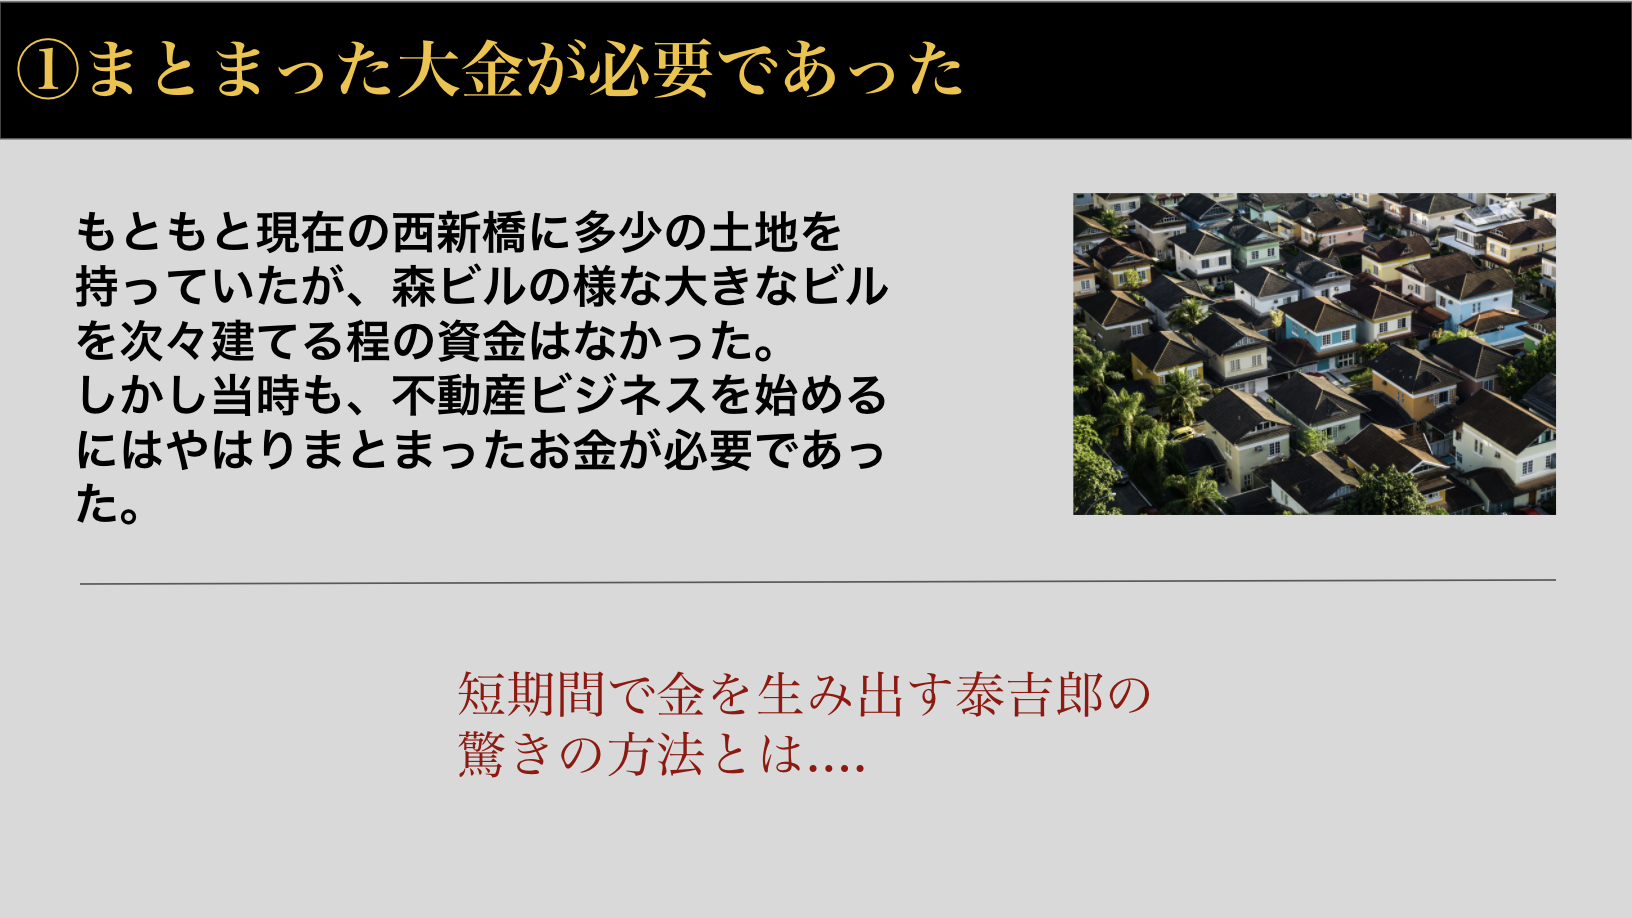 ①まとまった大金が必要であった
もともと現在の西新橋に多少の土地を
持っていたが、森ビルの様な大きなビル
を次々建てる程の資金はなかった。
しかし当時も、不動産ビジネスを始める
にはやはりまとまったお金が必要であっ
た。
短期間で金を生み出す泰吉郎の
驚きの方法とは....